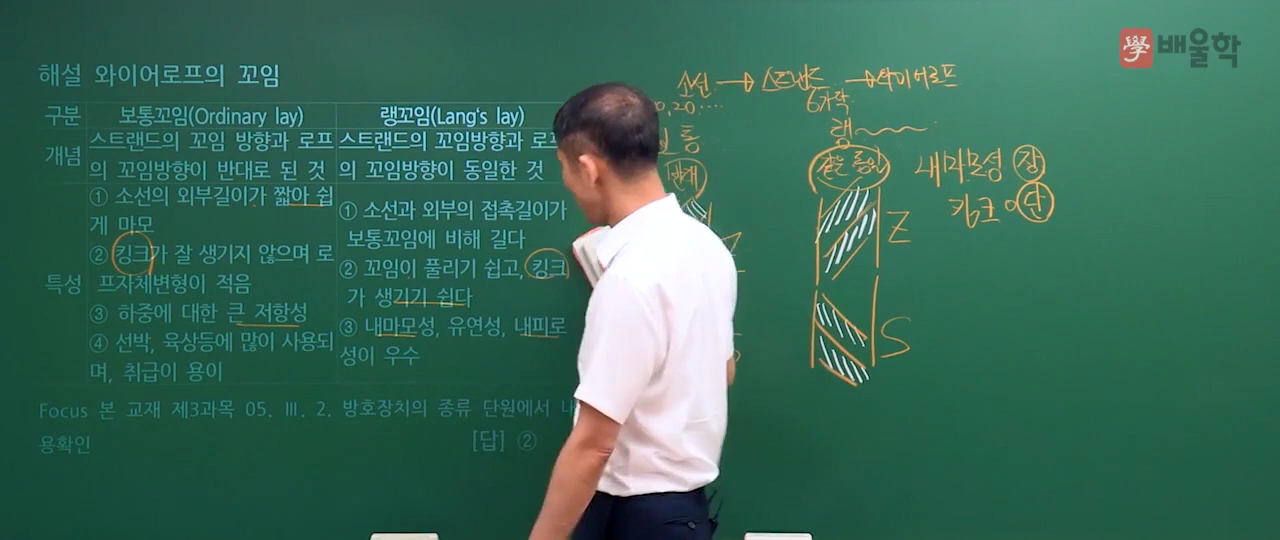 學 배울학
해설 와이어로프의 꼬임
소선 → 스트랜드 → 와이어로프
0,20.... 6가닥
구분 보통꼬임(Ordinary lay) 랭꼬임(Lang's lay)
개념 스트랜드의 꼬임 방향과 로프
의 꼬임방향이 반대로 된 것
스트랜드의 꼬임방향과 로프
의 꼬임방향이 동일한 것
특성
① 소선의 외부길이가 짧아 쉽
게 마모
② 킹크가 잘 생기지 않으며 로
프자체변형이 적음
③ 하중에 대한 큰 저항성
④ 선박, 육상등에 많이 사용되
며, 취급이 용이
① 소선과 외부의 접촉길이가
보통꼬임에 비해 길다
② 꼬임이 풀리기 쉽고, 킹크
가 생기기 쉽다
③ 내마모성, 유연성, 내피로
성이 우수
통
랭
내마모성 장
킹크 이 단
Z
S
Focus 본 교재 제3과목 05. Ⅲ. 2. 방호장치의 종류 단원에서 내
용확인
[답] ②